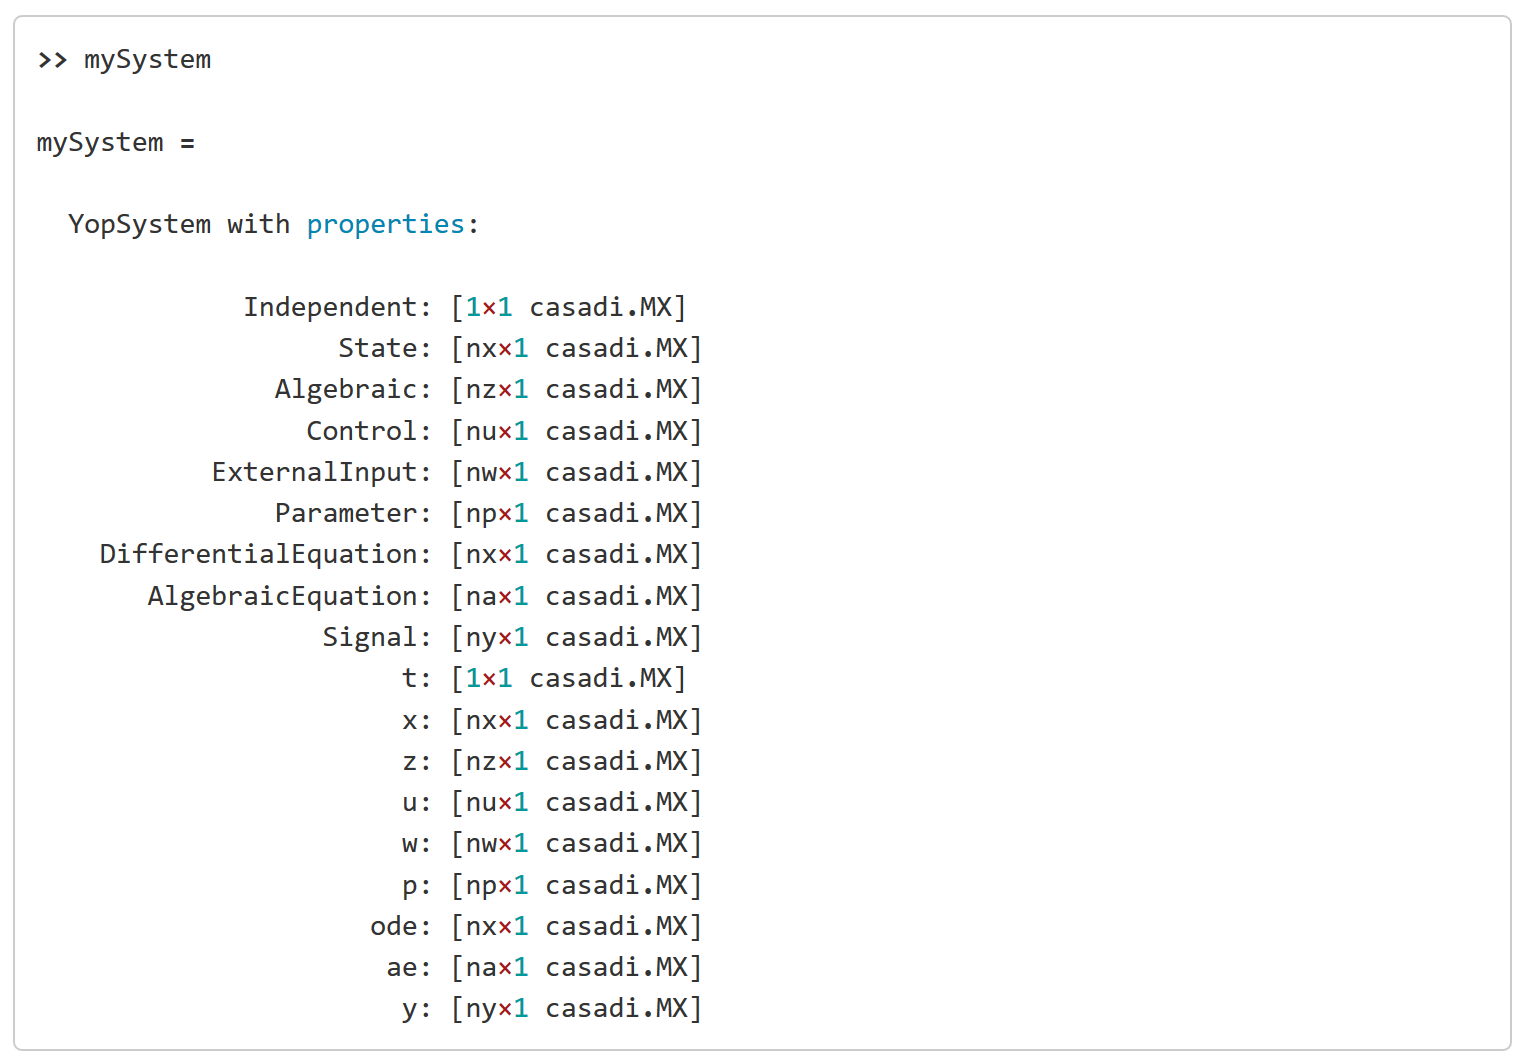 >> mySystem
mySystem =
YopSystem with properties:
Independent: [1×1 casadi.MX]
State: [nx×1 casadi.MX]
Algebraic: [nz×1 casadi.MX]
Control: [nu×1 casadi.MX]
ExternalInput: [nw×1 casadi.MX]
Parameter: [np×1 casadi.MX]
DifferentialEquation: [nx×1 casadi.MX]
AlgebraicEquation: [na×1 casadi.MX]
Signal: [ny×1 casadi.MX]
t: [1×1 casadi.MX]
x: [nx×1 casadi.MX]
z: [nz×1 casadi.MX]
u: [nu×1 casadi.MX]
w: [nw×1 casadi.MX]
p: [np×1 casadi.MX]
ode: [nx×1 casadi.MX]
ae: [na×1 casadi.MX]
y: [ny×1 casadi.MX]